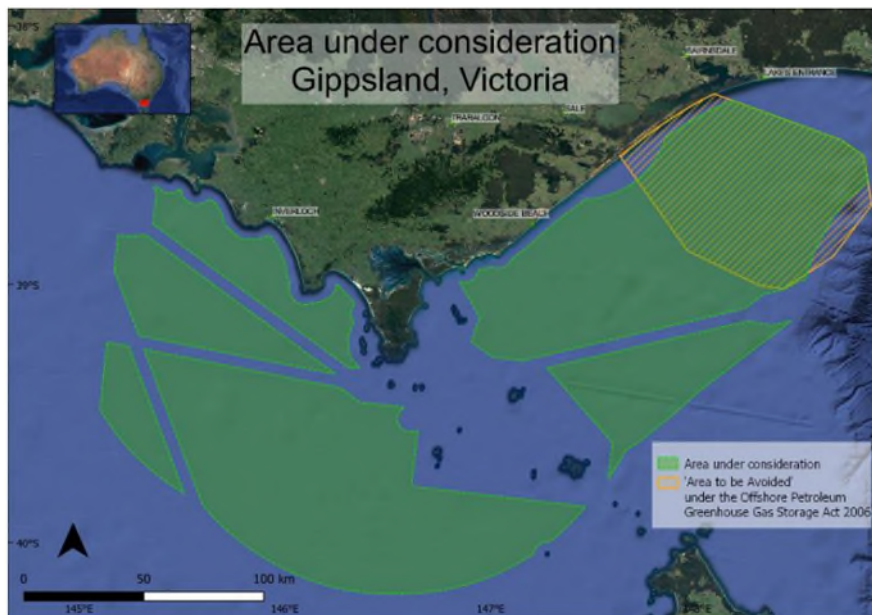 Area under consideration
Gippsland, Victoria
38°S
BAIRNSDALE
LAKES ENTRANCE
SALE
TRARALGON
INVERLOCH
WOODSIDE BEACH
39°S
Area under consideration
'Area to be Avoided'
under the Offshore Petroleum
Greenhouse Gas Storage Act 2006
40°S
0 50 100 km
145°E 146°E 147°E 148°E